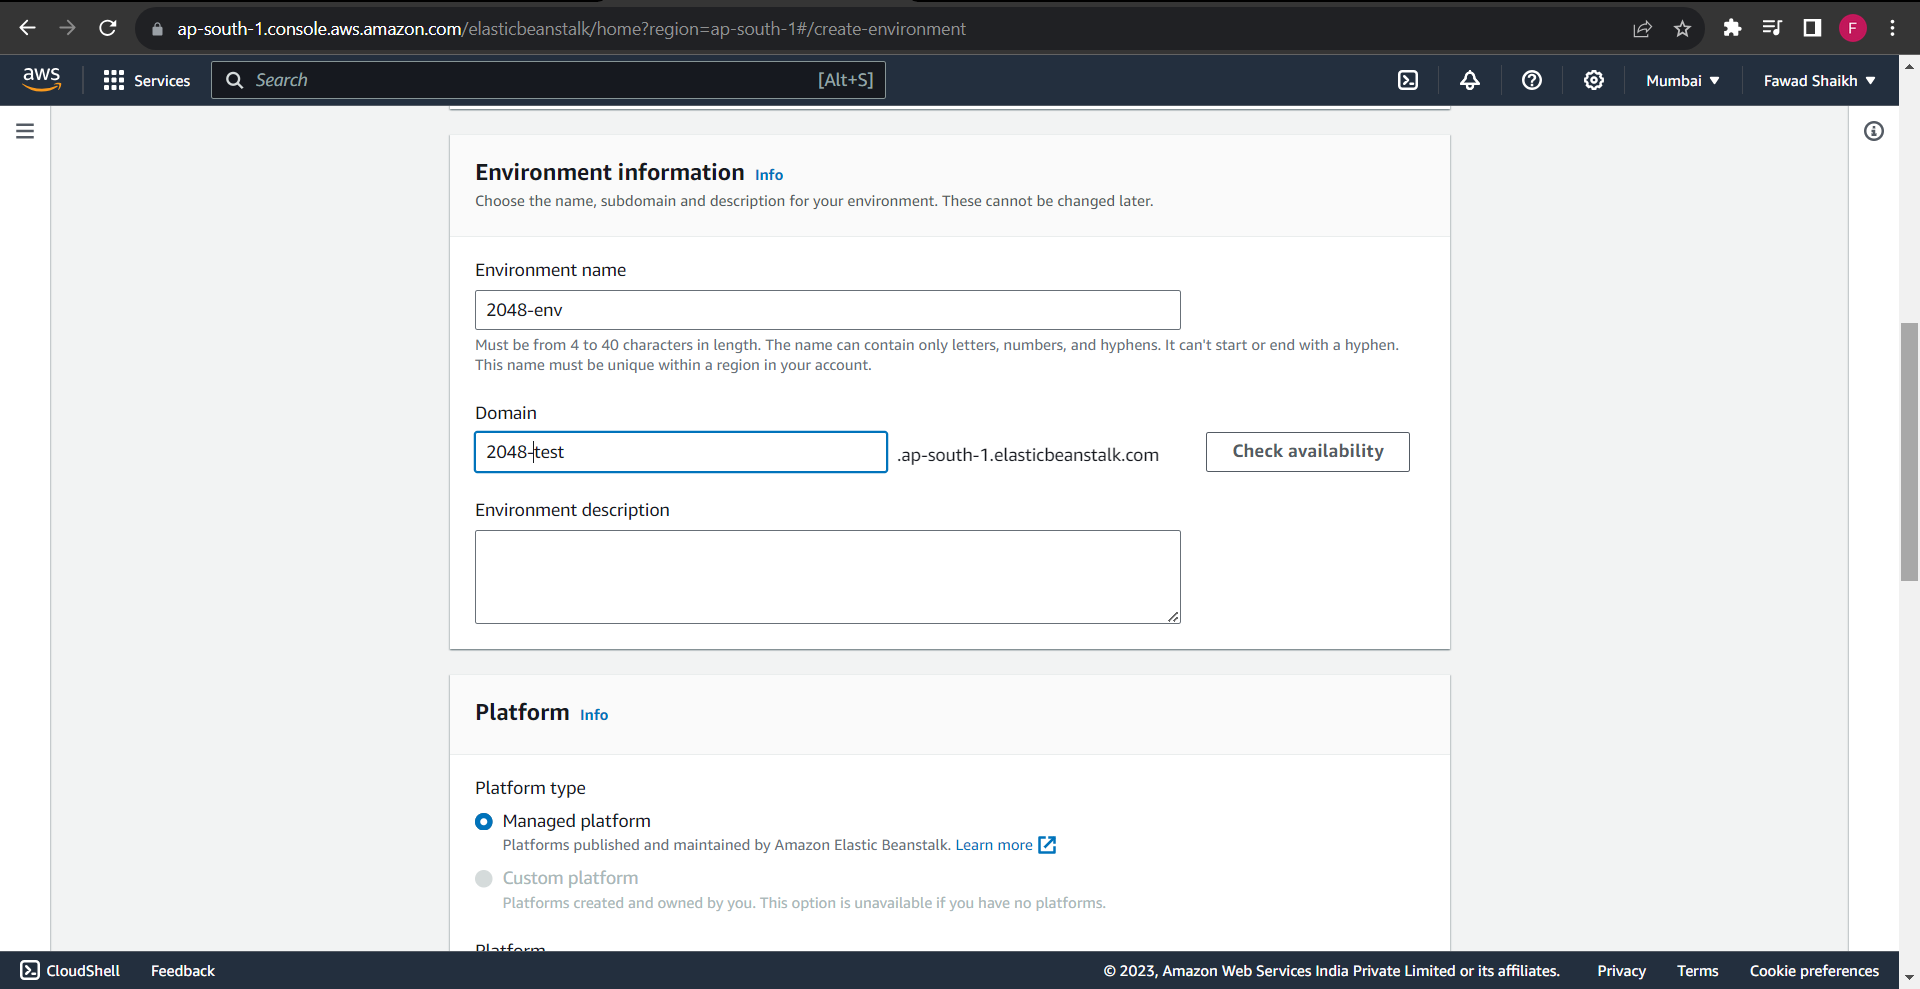 ap-south-1.console.aws.amazon.com/elasticbeanstalk/home?region=ap-south-1#/create-environment
F
aws
Services
Search
[Alt+S]
Mumbai
Fawad Shaikh
Environment information Info
Choose the name, subdomain and description for your environment. These cannot be changed later.
Environment name
2048-env
Must be from 4 to 40 characters in length. The name can contain only letters, numbers, and hyphens. It can't start or end with a hyphen.
This name must be unique within a region in your account.
Domain
2048-test
.ap-south-1.elasticbeanstalk.com
Check availability
Environment description
Platform Info
Platform type
Managed platform
Platforms published and maintained by Amazon Elastic Beanstalk. Learn more
Custom platform
Platforms created and owned by you. This option is unavailable if you have no platforms.
Platform
CloudShell
Feedback
© 2023, Amazon Web Services India Private Limited or its affiliates.
Privacy
Terms
Cookie preferences